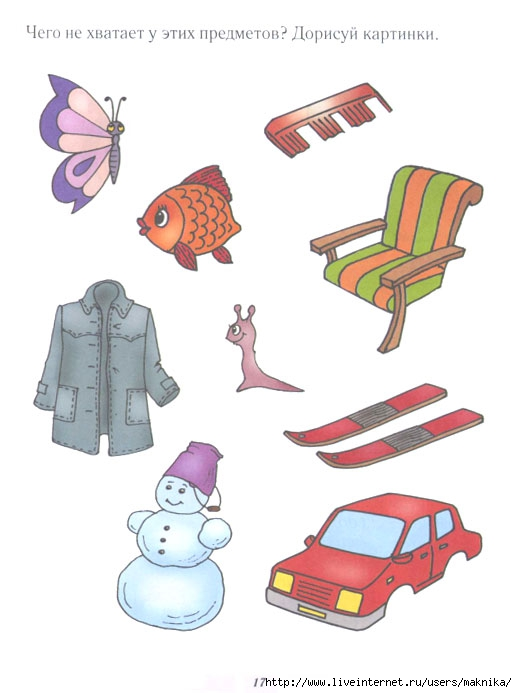 Чего не хватает у этих предметов? Дорисуй картинки.
17
http://www.liveinternet.ru/users/maknika/